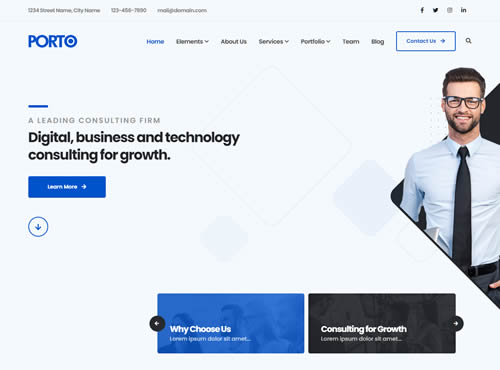 1234 Street Name, City Name 123-456-7890 mail@domain.com
PORTO
Home Elements About Us Services Portfolio Team Blog Contact Us
A LEADING CONSULTING FIRM
Digital, business and technology
consulting for growth.
Learn More
Why Choose Us
Lorem ipsum dolor sit amet...
Consulting for Growth
Lorem ipsum dolor sit amet...